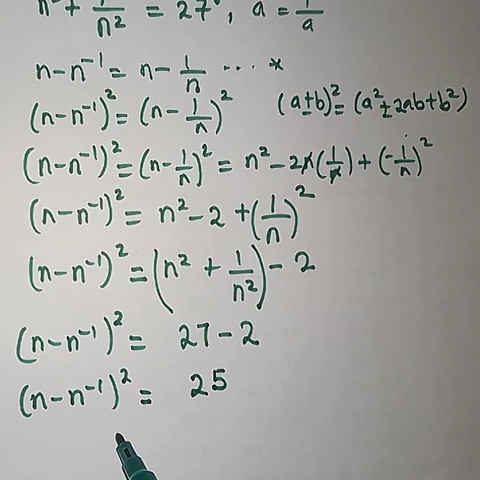 n² + 1/n² = 27, a = 1/a
n-n⁻¹ = n - 1/n ... *
(n-n⁻¹)² = (n - 1/n)² (a±b)² = (a² ± 2ab+b²)
(n-n⁻¹)² = (n - 1/n)² = n² - 2n(1/n) + (-1/n)²
(n-n⁻¹)² = n² - 2 + (1/n)²
(n-n⁻¹)² = (n² + 1/n²) - 2
(n-n⁻¹)² = 27-2
(n-n⁻¹)² = 25